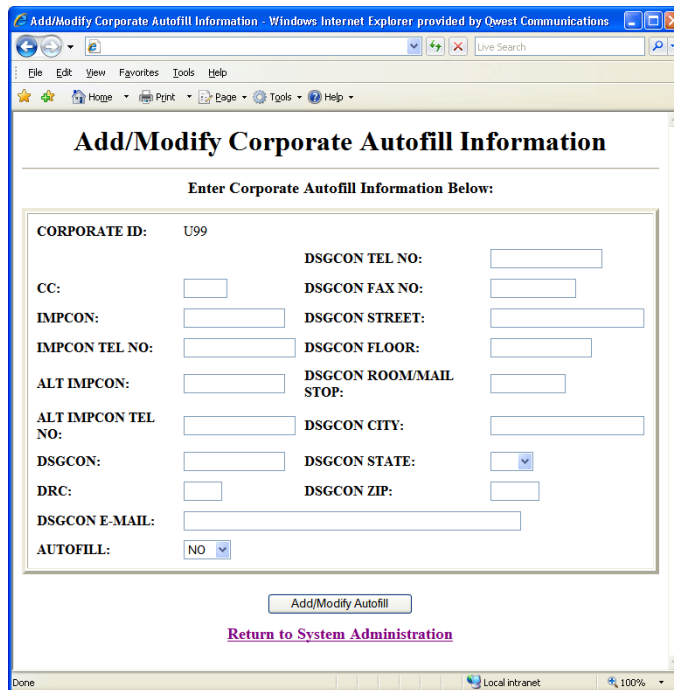 Add/Modify Corporate Autofill Information - Windows Internet Explorer provided by Qwest Communications
Live Search
File Edit View Favorites Tools Help
Home Print Page Tools Help
Add/Modify Corporate Autofill Information
Enter Corporate Autofill Information Below:
CORPORATE ID: U99
DSGCON TEL NO:
CC: DSGCON FAX NO:
IMPCON: DSGCON STREET:
IMPCON TEL NO: DSGCON FLOOR:
ALT IMPCON: DSGCON ROOM/MAIL
STOP:
ALT IMPCON TEL
NO: DSGCON CITY:
DSGCON: DSGCON STATE:
DRC: DSGCON ZIP:
DSGCON E-MAIL:
AUTOFILL: NO
Add/Modify Autofill
Return to System Administration
Done Local intranet 100%